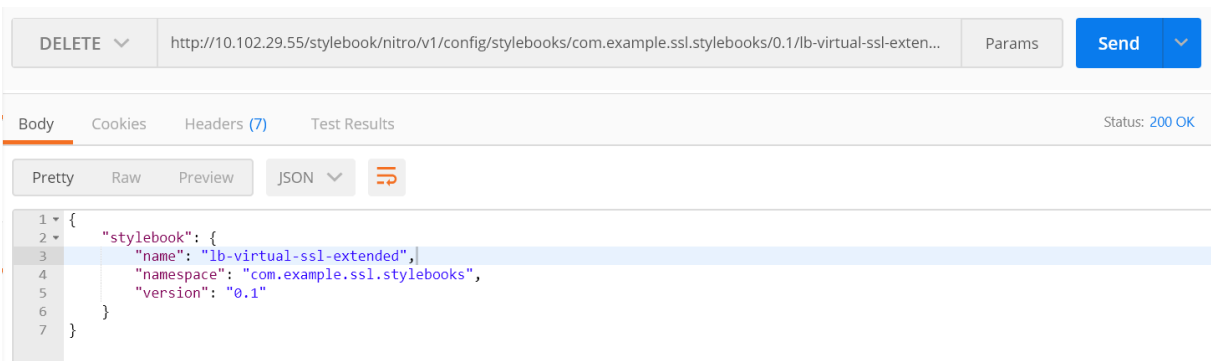 DELETE http://10.102.29.55/stylebook/nitro/v1/config/stylebooks/com.example.ssl.stylebooks/0.1/lb-virtual-ssl-exten... Params Send
Body Cookies Headers (7) Test Results Status: 200 OK
Pretty Raw Preview JSON
1 {
2 "stylebook": {
3 "name": "lb-virtual-ssl-extended",
4 "namespace": "com.example.ssl.stylebooks",
5 "version": "0.1"
6 }
7 }